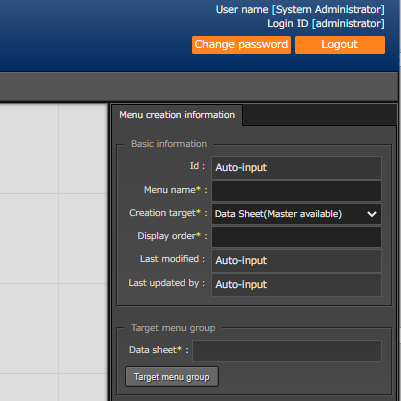 User name [System Administrator]
Login ID [administrator]
Change password Logout
Menu creation information
Basic information
Id : Auto-input
Menu name* :
Creation target* : Data Sheet(Master available)
Display order* :
Last modified : Auto-input
Last updated by : Auto-input
Target menu group
Data sheet* :
Target menu group